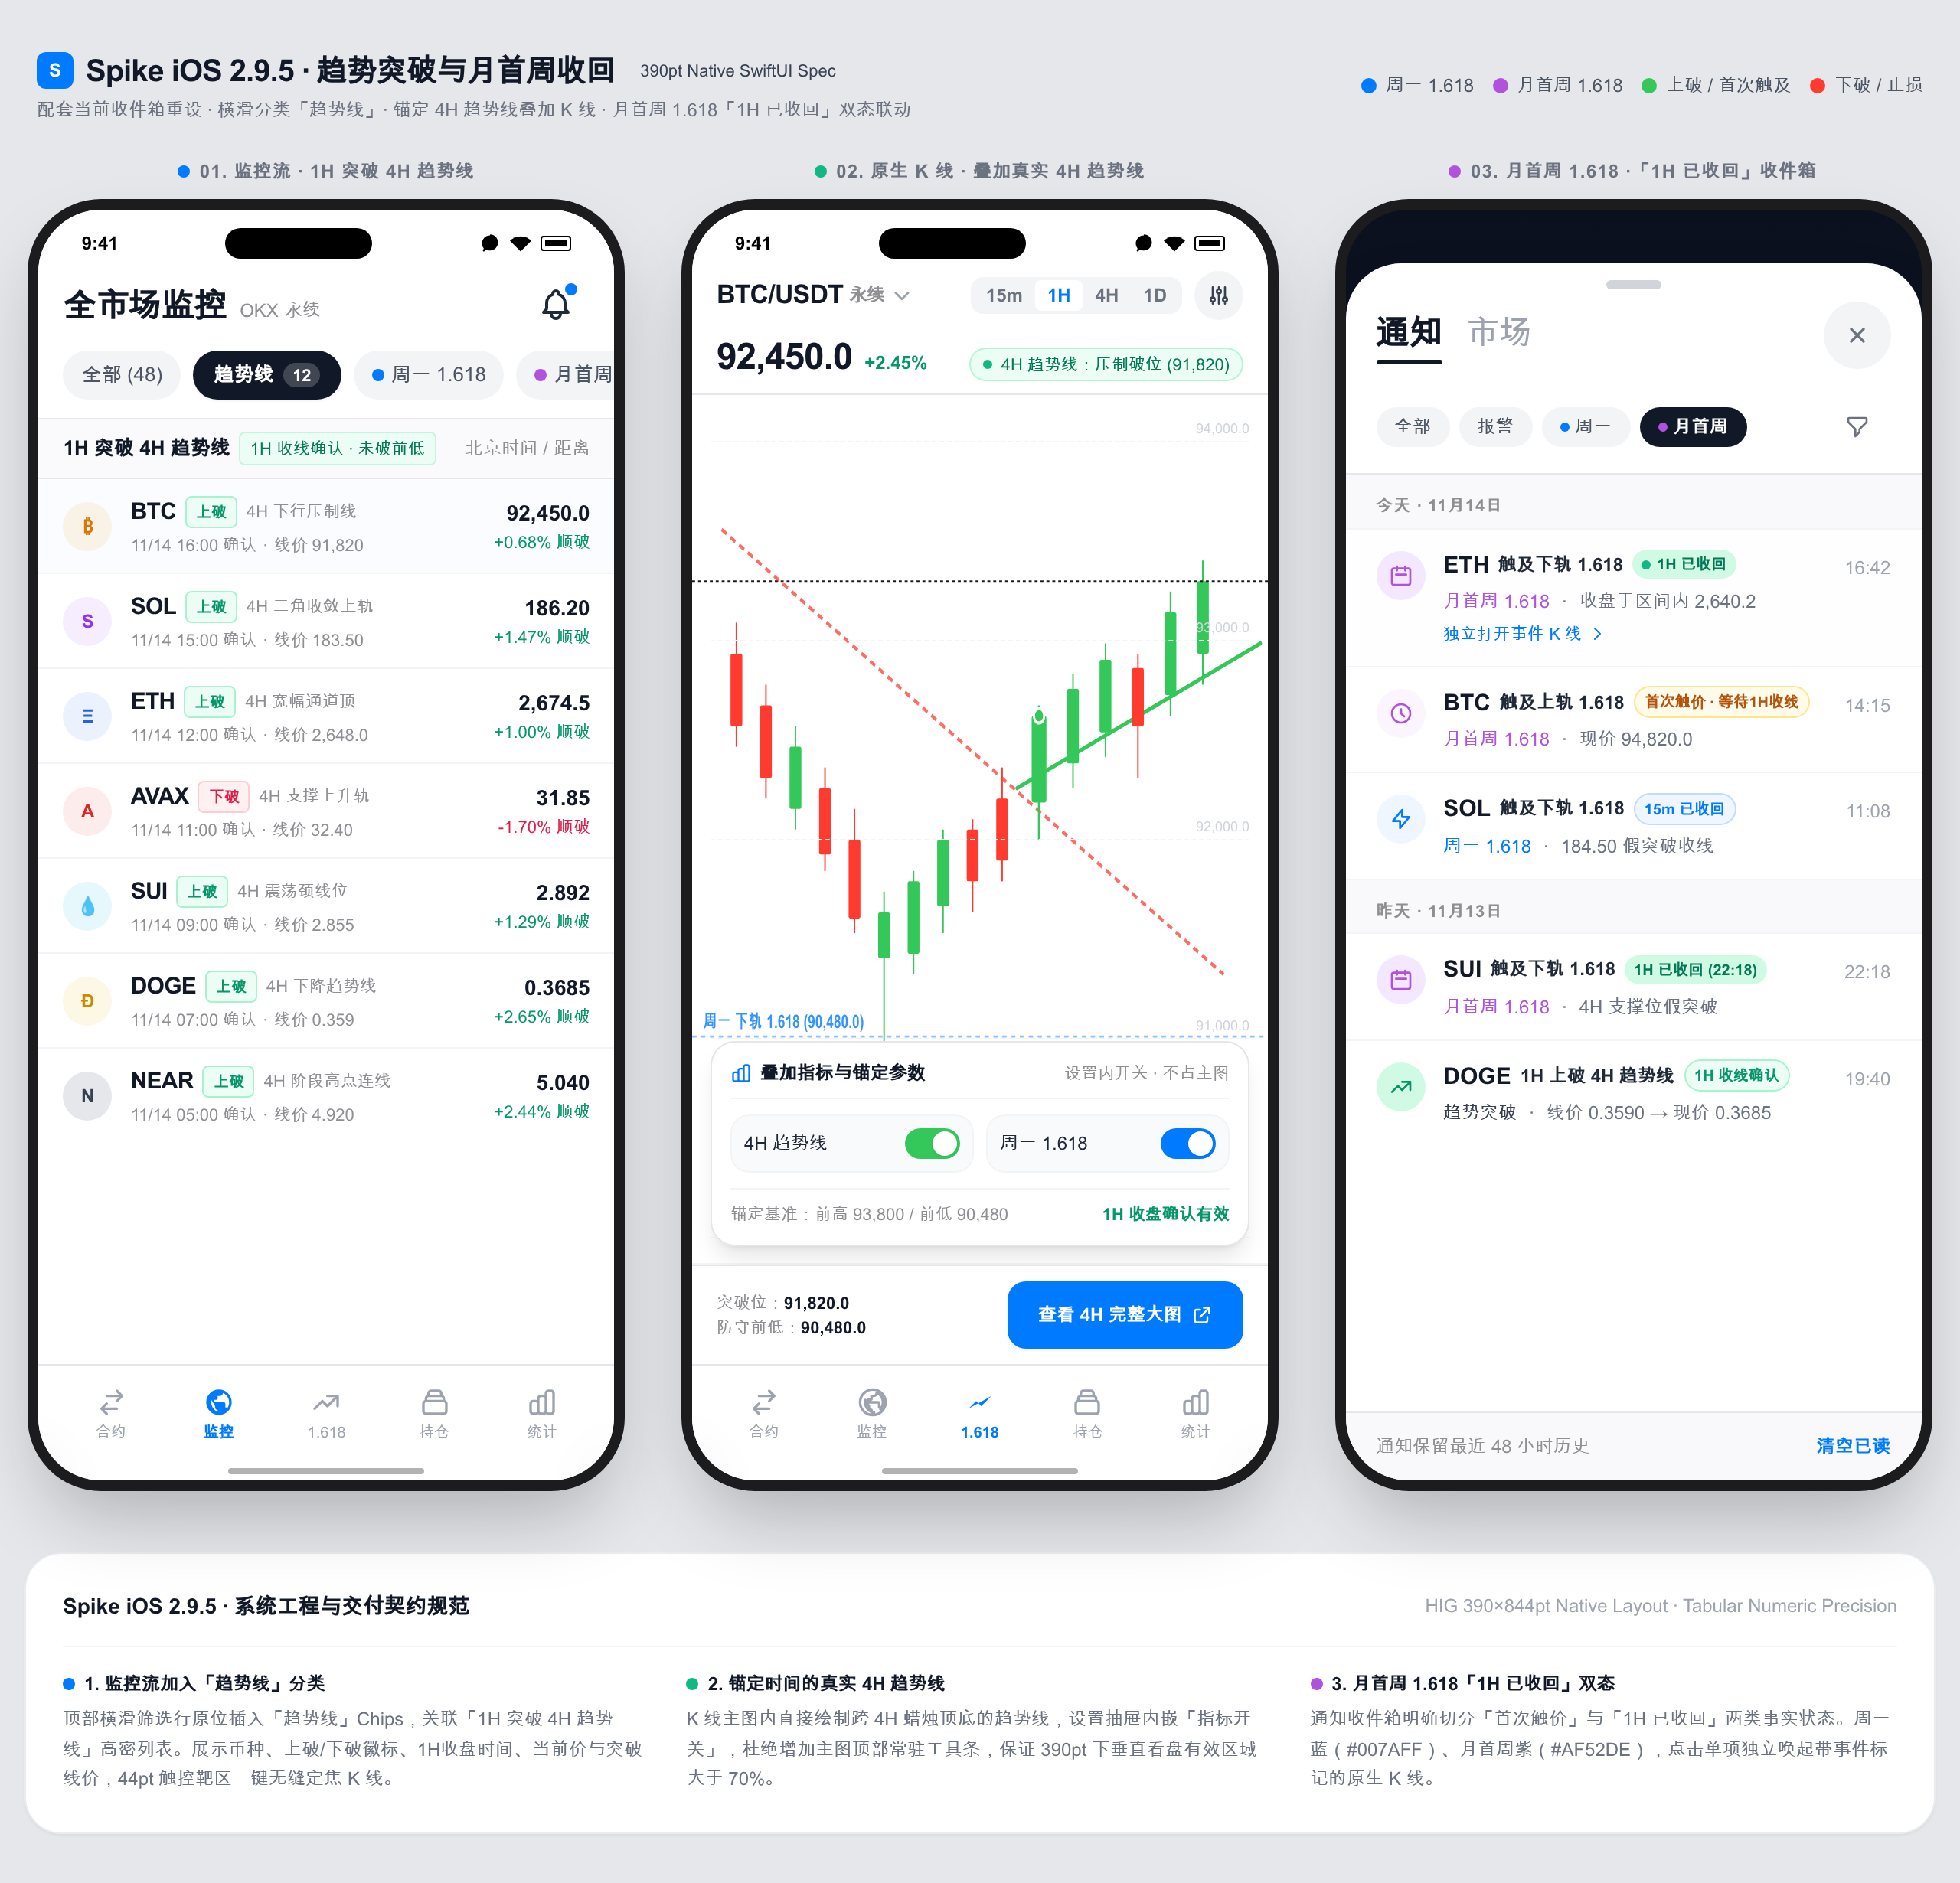 S Spike iOS 2.9.5 · 趋势突破与月首周收回 390pt Native SwiftUI Spec
配套当前收件箱重设 · 横滑分类「趋势线」· 锚定 4H 趋势线叠加 K 线 · 月首周 1.618「1H 已收回」双态联动
周一 1.618 月首周 1.618 上破 / 首次触及 下破 / 止损
01. 监控流 · 1H 突破 4H 趋势线
9:41
全市场监控 OKX 永续
全部 (48) 趋势线 12 周一 1.618 月首周
1H 突破 4H 趋势线 1H 收线确认 · 未破前低 北京时间 / 距离
₿ BTC 上破 4H 下行压制线 92,450.0
11/14 16:00 确认 · 线价 91,820 +0.68% 顺破
S SOL 上破 4H 三角收敛上轨 186.20
11/14 15:00 确认 · 线价 183.50 +1.47% 顺破
Ξ ETH 上破 4H 宽幅通道顶 2,674.5
11/14 12:00 确认 · 线价 2,648.0 +1.00% 顺破
A AVAX 下破 4H 支撑上升轨 31.85
11/14 11:00 确认 · 线价 32.40 -1.70% 顺破
SUI 上破 4H 震荡颈线位 2.892
11/14 09:00 确认 · 线价 2.855 +1.29% 顺破
Ð DOGE 上破 4H 下降趋势线 0.3685
11/14 07:00 确认 · 线价 0.359 +2.65% 顺破
N NEAR 上破 4H 阶段高点连线 5.040
11/14 05:00 确认 · 线价 4.920 +2.44% 顺破
合约 监控 1.618 持仓 统计
02. 原生 K 线 · 叠加真实 4H 趋势线
9:41
BTC/USDT 永续 15m 1H 4H 1D
92,450.0 +2.45% 4H 趋势线：压制破位 (91,820)
94,000.0
93,000.0
92,000.0
周一 下轨 1.618 (90,480.0) 91,000.0
叠加指标与锚定参数 设置内开关 · 不占主图
4H 趋势线 周一 1.618
锚定基准：前高 93,800 / 前低 90,480 1H 收盘确认有效
突破位：91,820.0
防守前低：90,480.0
查看 4H 完整大图
合约 监控 1.618 持仓 统计
03. 月首周 1.618 ·「1H 已收回」收件箱
通知 市场
全部 报警 周一 月首周
今天 · 11月14日
ETH 触及下轨 1.618 1H 已收回 16:42
月首周 1.618 · 收盘于区间内 2,640.2
独立打开事件 K 线
BTC 触及上轨 1.618 首次触价 · 等待1H收线 14:15
月首周 1.618 · 现价 94,820.0
SOL 触及下轨 1.618 15m 已收回 11:08
周一 1.618 · 184.50 假突破收线
昨天 · 11月13日
SUI 触及下轨 1.618 1H 已收回 (22:18) 22:18
月首周 1.618 · 4H 支撑位假突破
DOGE 1H 上破 4H 趋势线 1H 收线确认 19:40
趋势突破 · 线价 0.3590 → 现价 0.3685
通知保留最近 48 小时历史 清空已读
Spike iOS 2.9.5 · 系统工程与交付契约规范 HIG 390×844pt Native Layout · Tabular Numeric Precision
1. 监控流加入「趋势线」分类
顶部横滑筛选行原位插入「趋势线」Chips，关联「1H 突破 4H 趋势
线」高密列表。展示币种、上破/下破徽标、1H收盘时间、当前价与突破
线价，44pt 触控靶区一键无缝定焦 K 线。
2. 锚定时间的真实 4H 趋势线
K 线主图内直接绘制跨 4H 蜡烛顶底的趋势线，设置抽屉内嵌「指标开
关」，杜绝增加主图顶部常驻工具条，保证 390pt 下垂直看盘有效区域
大于 70%。
3. 月首周 1.618「1H 已收回」双态
通知收件箱明确切分「首次触价」与「1H 已收回」两类事实状态。周一
蓝（#007AFF）、月首周紫（#AF52DE），点击单项独立唤起带事件标
记的原生 K 线。